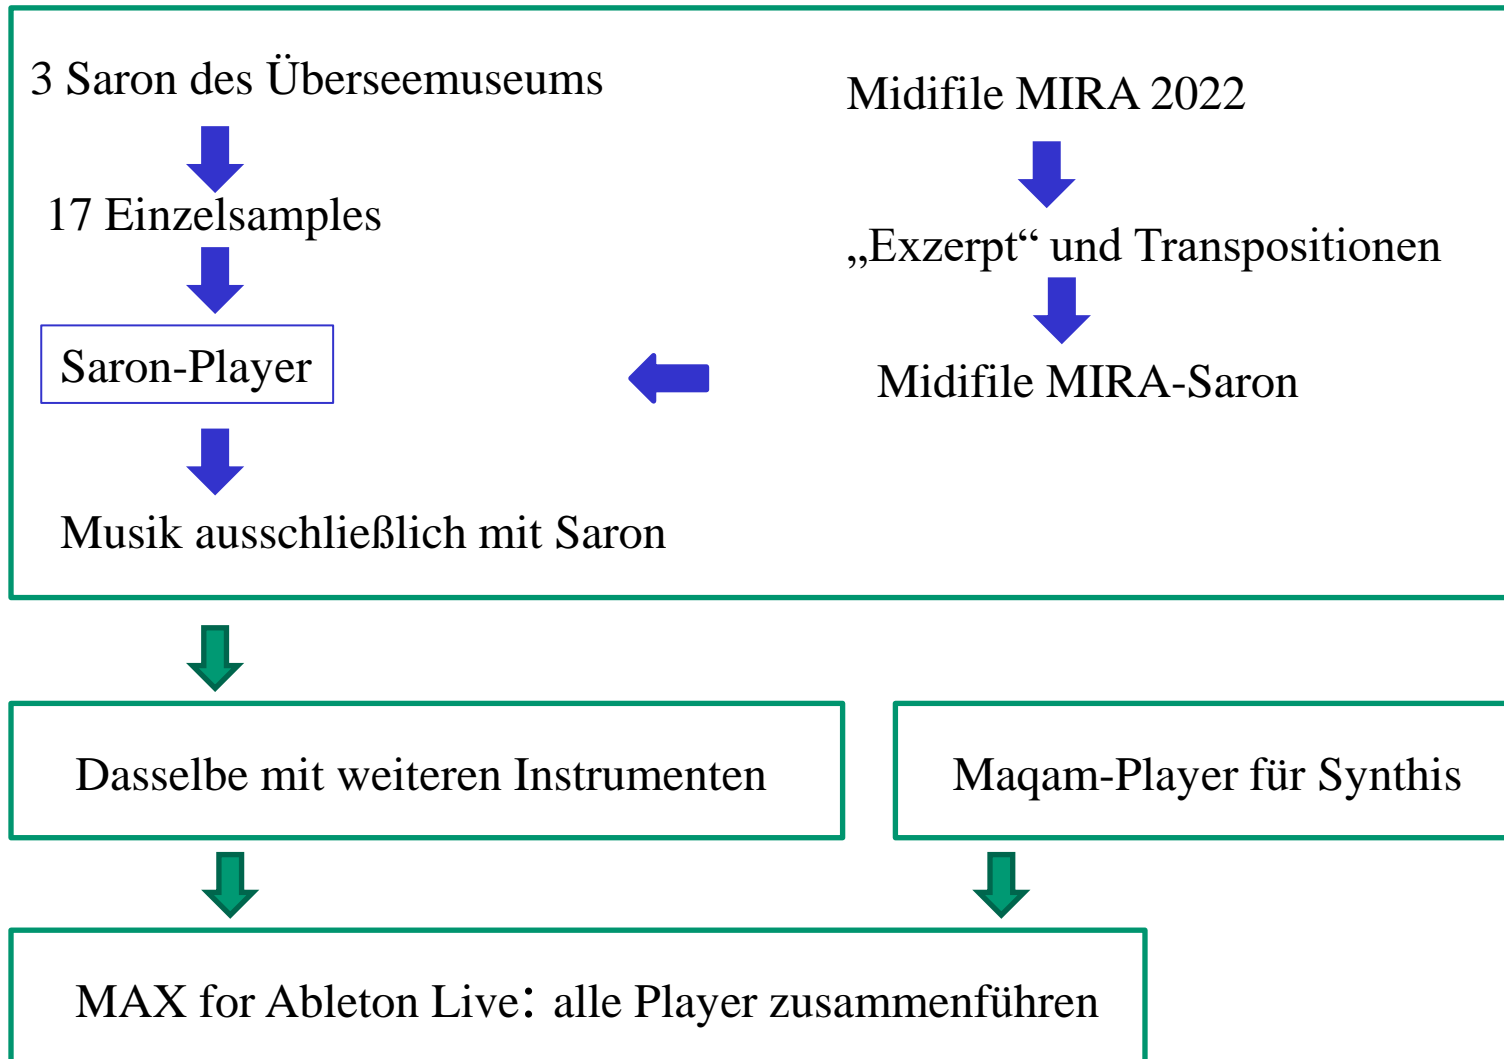 3 Saron des Überseemuseums
17 Einzelsamples
Saron-Player
Musik ausschließlich mit Saron
Midifile MIRA 2022
„Exzerpt“ und Transpositionen
Midifile MIRA-Saron
Dasselbe mit weiteren Instrumenten
Maqam-Player für Synthis
MAX for Ableton Live: alle Player zusammenführen